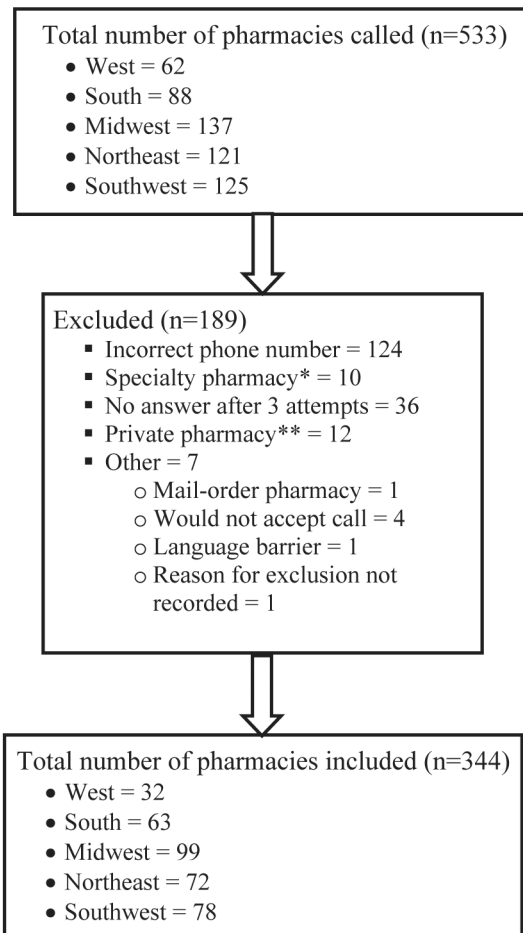 Total number of pharmacies called (n=533)
• West = 62
• South = 88
• Midwest = 137
• Northeast = 121
• Southwest = 125
Excluded (n=189)
▪ Incorrect phone number = 124
▪ Specialty pharmacy* = 10
▪ No answer after 3 attempts = 36
▪ Private pharmacy** = 12
▪ Other = 7
o Mail-order pharmacy = 1
o Would not accept call = 4
o Language barrier = 1
o Reason for exclusion not
recorded = 1
Total number of pharmacies included (n=344)
• West = 32
• South = 63
• Midwest = 99
• Northeast = 72
• Southwest = 78